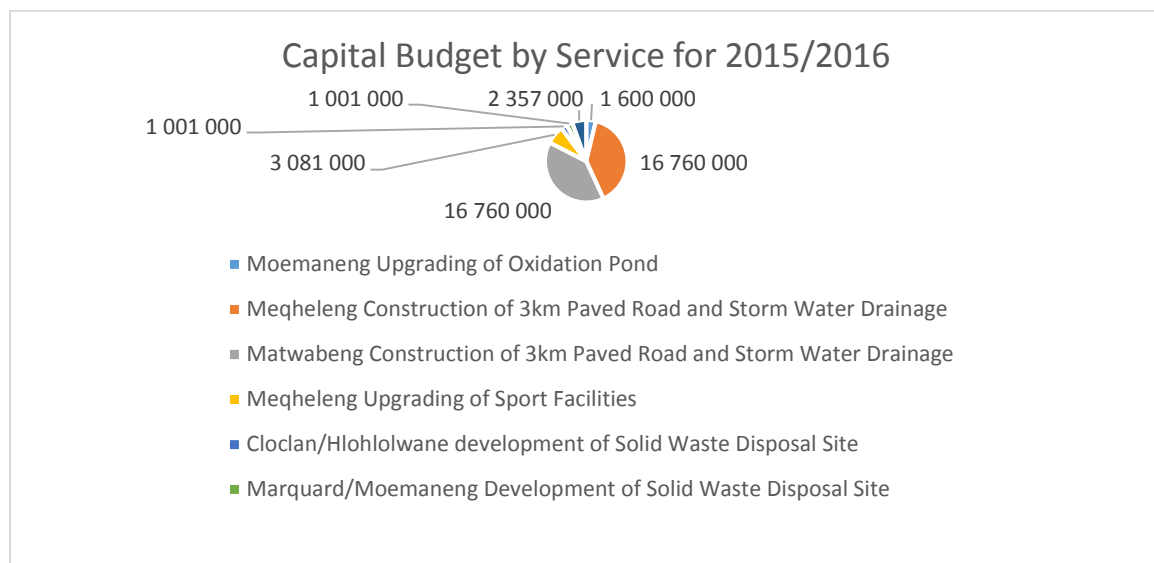 Capital Budget by Service for 2015/2016
1 001 000
2 357 000
1 600 000
1 001 000
3 081 000
16 760 000
16 760 000
Moemaneng Upgrading of Oxidation Pond
Meqheleng Construction of 3km Paved Road and Storm Water Drainage
Matwabeng Construction of 3km Paved Road and Storm Water Drainage
Meqheleng Upgrading of Sport Facilities
Cloclan/Hlohlolwane development of Solid Waste Disposal Site
Marquard/Moemaneng Development of Solid Waste Disposal Site